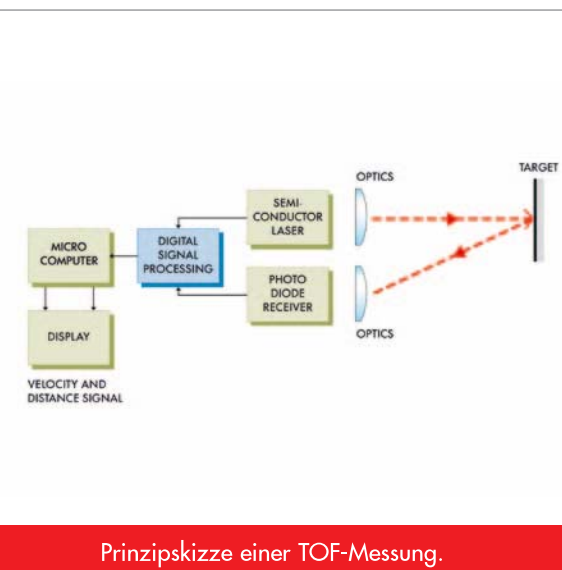 TARGET
OPTICS
SEMI-
CONDUCTOR
LASER
DIGITAL
SIGNAL
PROCESSING
MICRO
COMPUTER
PHOTO
DIODE
RECEIVER
DISPLAY
OPTICS
VELOCITY AND
DISTANCE SIGNAL
Prinzipskizze einer TOF-Messung.